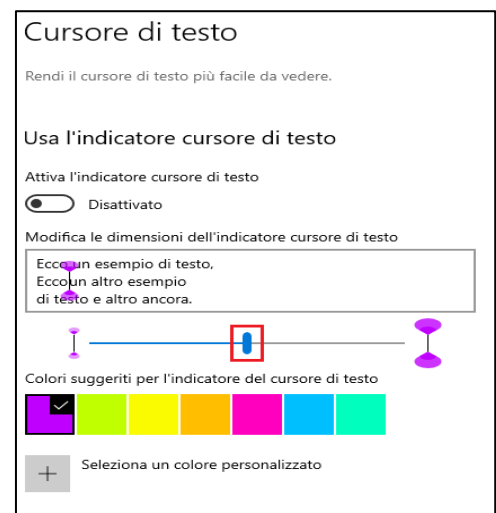 Cursore di testo
Rendi il cursore di testo più facile da vedere.
Usa l'indicatore cursore di testo
Attiva l'indicatore cursore di testo
Disattivato
Modifica le dimensioni dell'indicatore cursore di testo
Ecco un esempio di testo,
Eccoun altro esempio
di testo e altro ancora.
Colori suggeriti per l'indicatore del cursore di testo
Seleziona un colore personalizzato